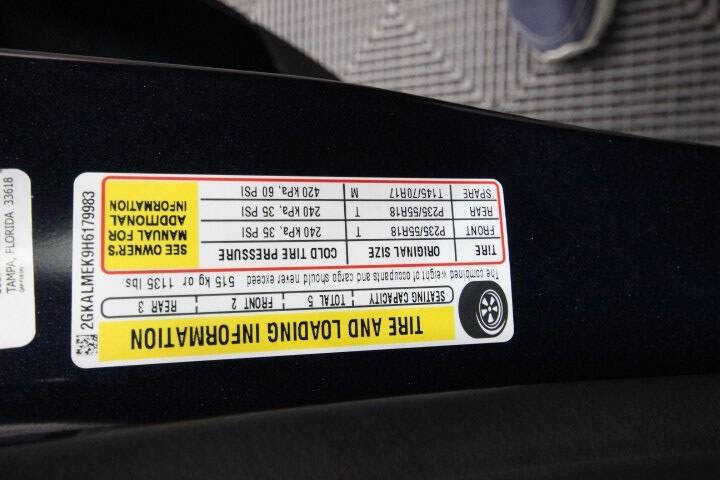 TIRE AND LOADING INFORMATION
SEATING CAPACITY TOTAL 5 FRONT 2 REAR 3
The combined weight of occupants and cargo should never exceed 515 kg or 1135 lbs.
TIRE ORIGINAL SIZE COLD TIRE PRESSURE
FRONT P235/55R18 T 240 kPa, 35 PSI
REAR P235/55R18 T 240 kPa, 35 PSI
SPARE T145/70R17 M 420 kPa, 60 PSI
SEE OWNER'S
MANUAL FOR
ADDITIONAL
INFORMATION
2GKALMEK9H6179983
TAMPA, FLORIDA 33618